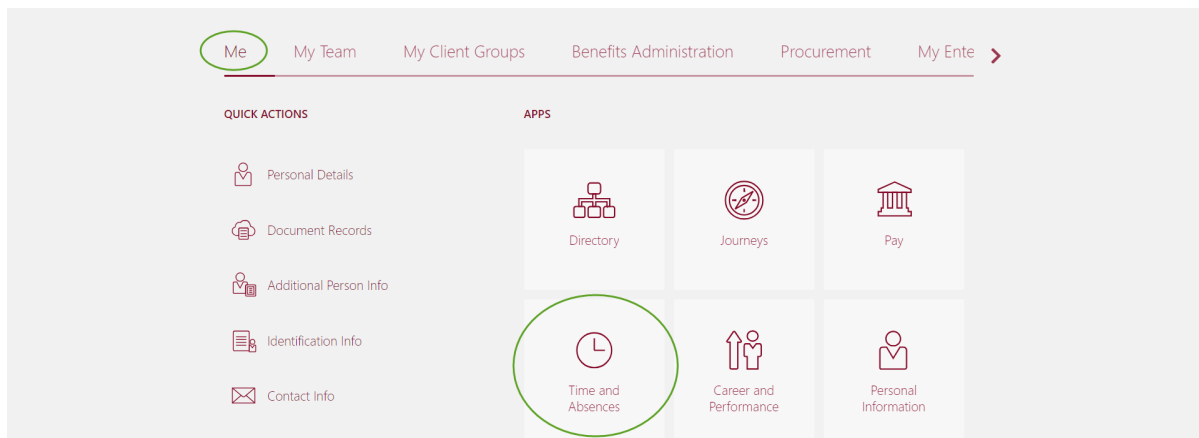 Me My Team My Client Groups Benefits Administration Procurement My Ente
QUICK ACTIONS
Personal Details
Document Records
Additional Person Info
Identification Info
Contact Info
APPS
Directory
Journeys
Pay
Time and
Absences
Career and
Performance
Personal
Information